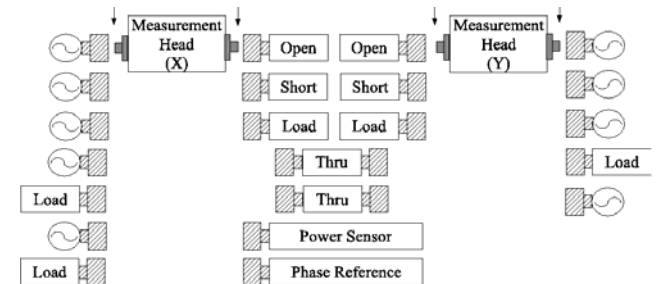 Measurement
Head
(X)
Measurement
Head
(Y)
Open
Open
Short
Short
Load
Load
Thru
Load
Load
Thru
Power Sensor
Load
Phase Reference